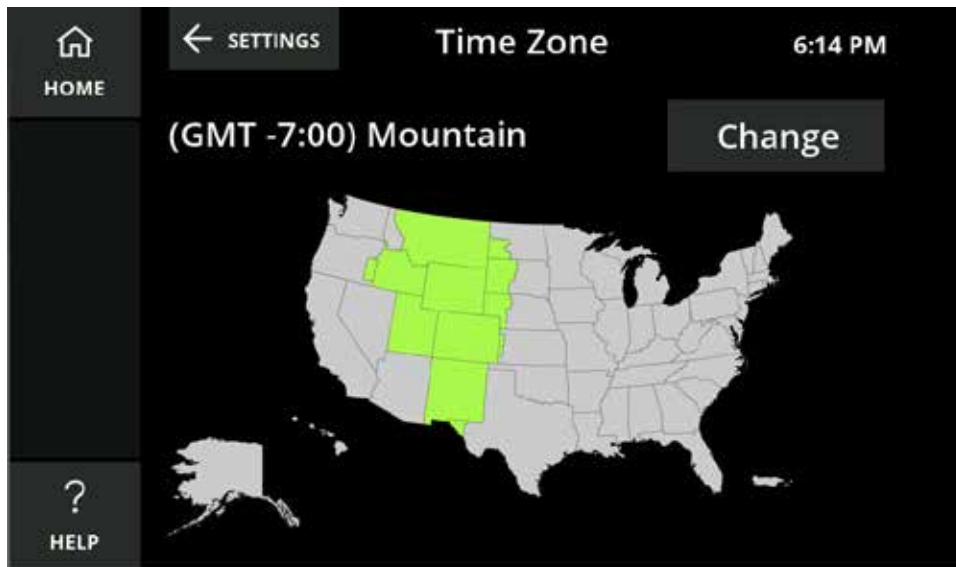 HOME
← SETTINGS
Time Zone
6:14 PM
(GMT -7:00) Mountain
Change
?
HELP